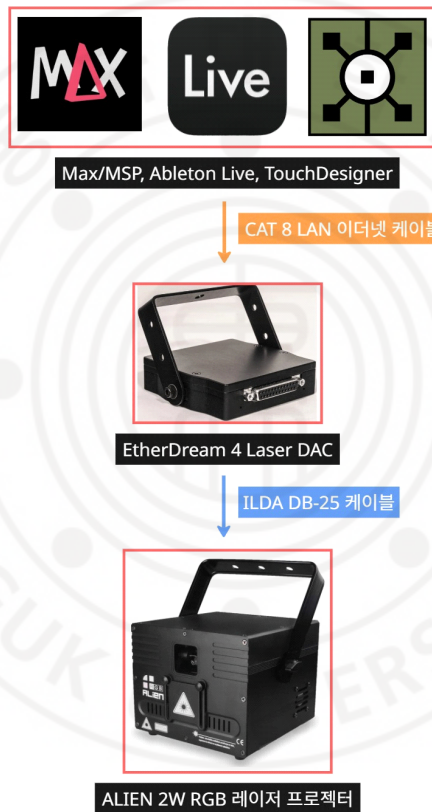 MAX
Live
Max/MSP, Ableton Live, TouchDesigner
CAT 8 LAN 이더넷 케이블
EtherDream 4 Laser DAC
ILDA DB-25 케이블
ALIEN
ALIEN 2W RGB 레이저 프로젝터